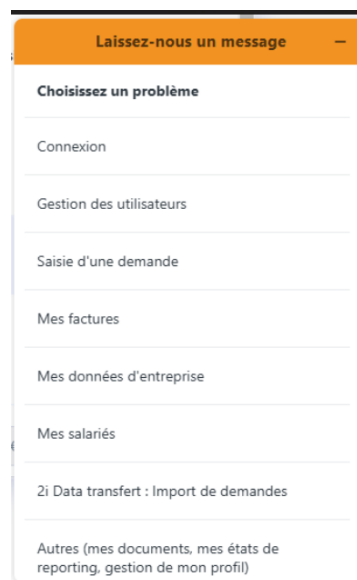 Laissez-nous un message
Choisissez un problème
Connexion
Gestion des utilisateurs
Saisie d'une demande
Mes factures
Mes données d'entreprise
Mes salariés
2i Data transfert : Import de demandes
Autres (mes documents, mes états de
reporting, gestion de mon profil)